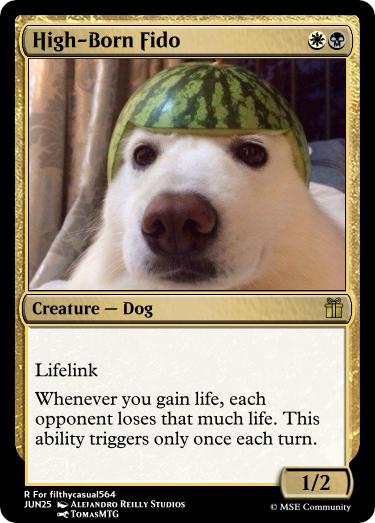 High-Born Fido
Creature — Dog
Lifelink
Whenever you gain life, each
opponent loses that much life. This
ability triggers only once each turn.
1/2
R For filthycasual564
JUN25 Alejandro Reilly Studios
TomasMTG
© MSE Community